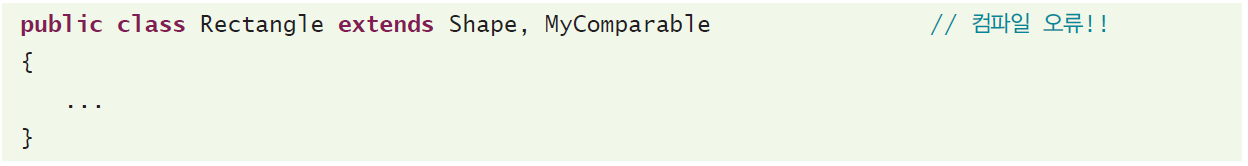 public class Rectangle extends Shape, MyComparable // 컴파일 오류!!
{
...
}